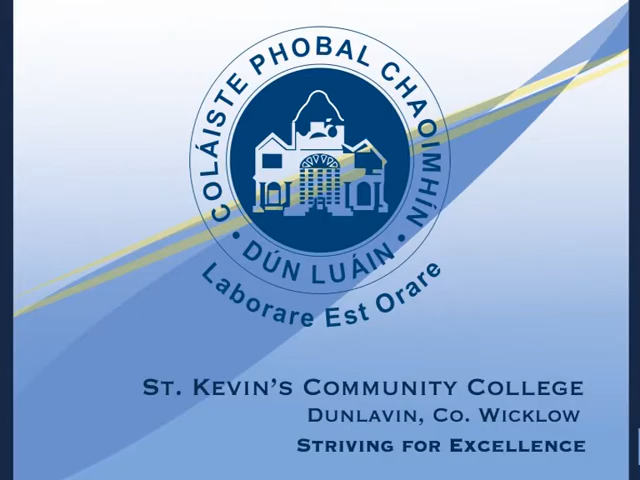 COLÁISTE PHOBAL CHAOIMHÍN
• DÚN LUÁIN •
Laborare Est Orare
ST. KEVIN'S COMMUNITY COLLEGE
DUNLAVIN, CO. WICKLOW
STRIVING FOR EXCELLENCE